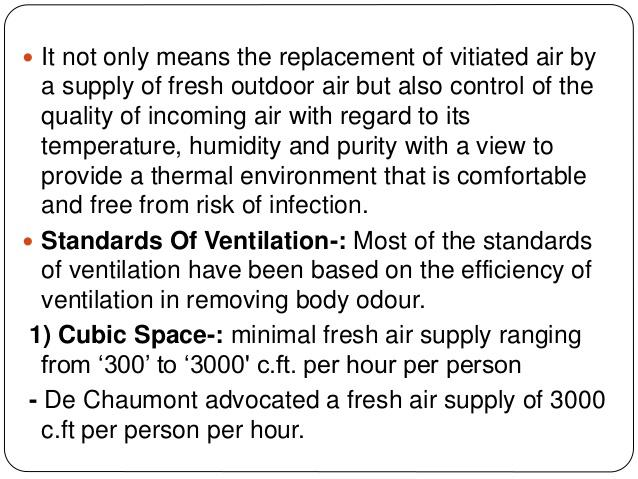 • It not only means the replacement of vitiated air by
a supply of fresh outdoor air but also control of the
quality of incoming air with regard to its
temperature, humidity and purity with a view to
provide a thermal environment that is comfortable
and free from risk of infection.
• Standards Of Ventilation-: Most of the standards
of ventilation have been based on the efficiency of
ventilation in removing body odour.
1) Cubic Space-: minimal fresh air supply ranging
from ‘300’ to ‘3000' c.ft. per hour per person
- De Chaumont advocated a fresh air supply of 3000
c.ft per person per hour.